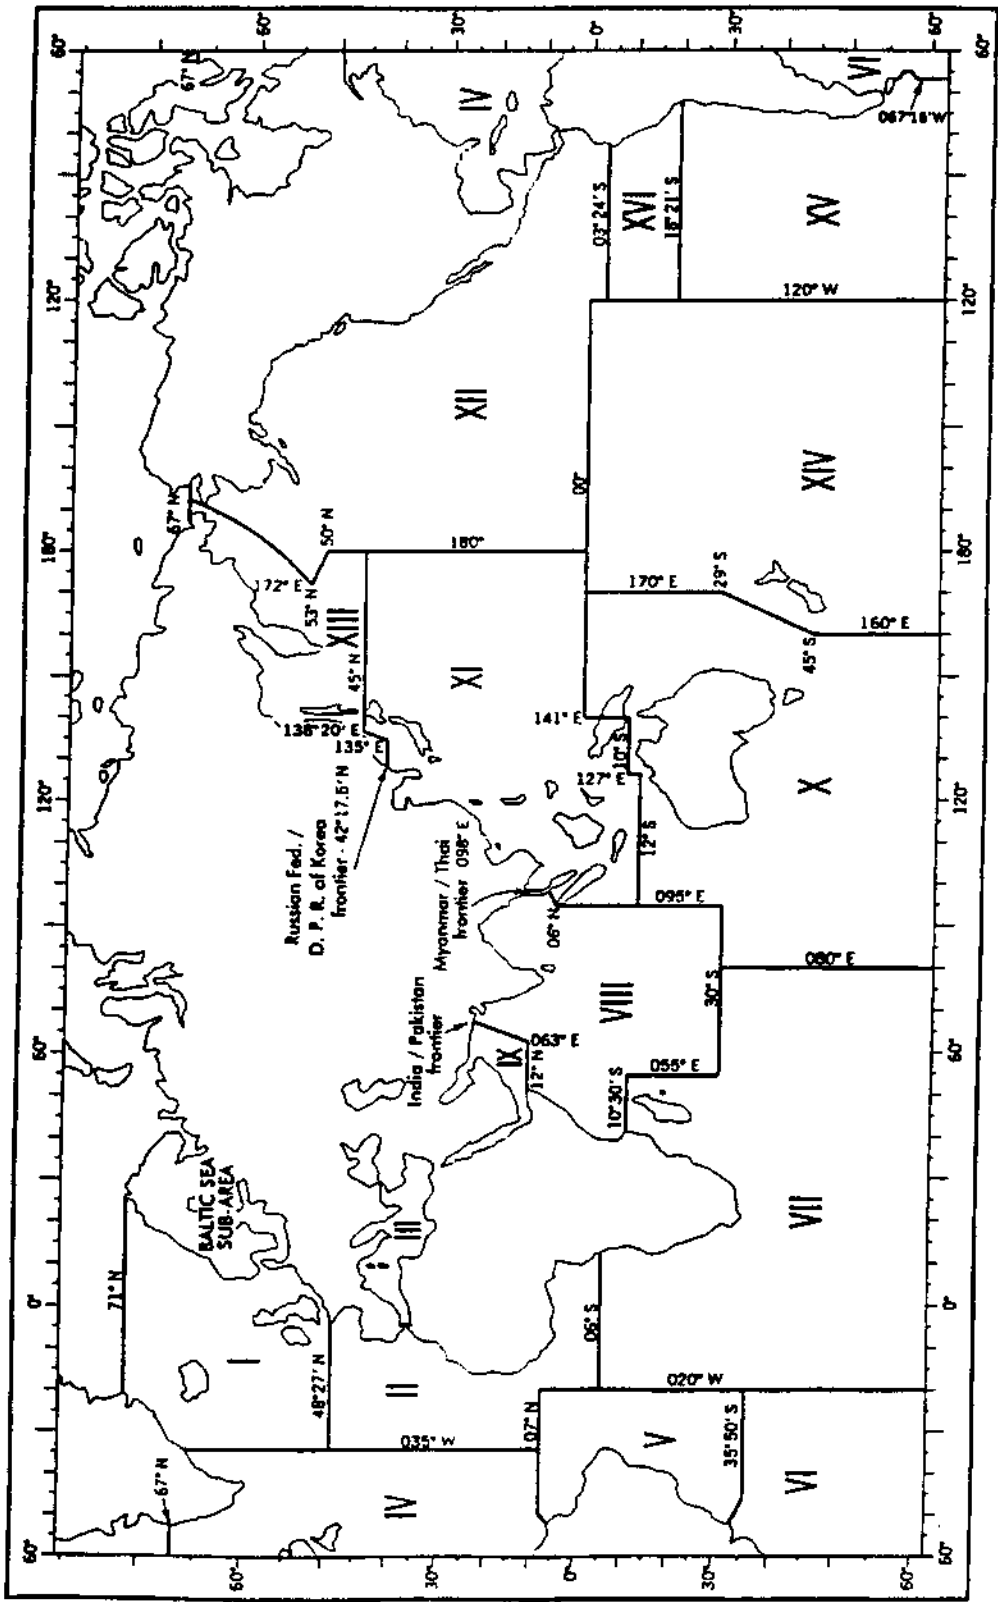 60°
0°
60°
120°
180°
120°
60°
71° N
67° N
67° N
67° N
60°
60°
BALTIC SEA
SUB-AREA
I
48°27' N
Russian Fed. /
D. P. R. of Korea
frontier - 42°17.5' N
138°20' E
135° E
172° E
53° N
50° N
XIII
45° N
30°
30°
IV
035° W
II
III
India / Pakistan
frontier
Myanmar / Thai
frontier 098° E
XI
180°
XII
IV
07° N
IX
12° N
063° E
06° N
0°
0°
06° S
10°30' S
VIII
12° S
127° E
10° S
141° E
00°
03°24' S
XVI
18°21' S
V
020° W
055° E
095° E
170° E
30°
30°
35°50' S
30° S
29° S
VI
VII
080° E
X
45° S
160° E
XIV
120° W
XV
VI
067°16' W
60°
60°
60°
0°
60°
120°
180°
120°
60°